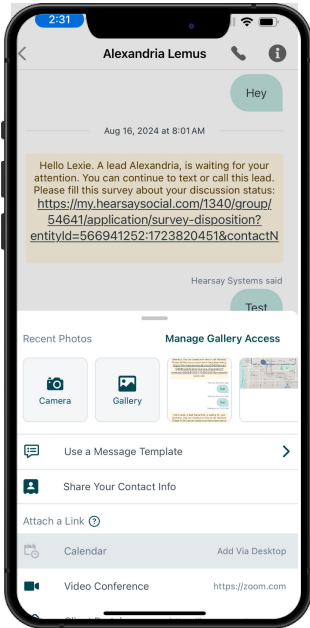 2:31
Alexandria Lemus
Hey
Aug 16, 2024 at 8:01 AM
Hello Lexie. A lead Alexandria, is waiting for your
attention. You can continue to text or call this lead.
Please fill this survey about your discussion status:
https://my.hearsaysocial.com/1340/group/
54641/application/survey-disposition?
entityId=566941252:1723820451&contactN
Hearsay Systems said
Test
Recent Photos
Manage Gallery Access
Camera
Gallery
Use a Message Template
Share Your Contact Info
Attach a Link
Calendar
Add Via Desktop
Video Conference
https://zoom.com